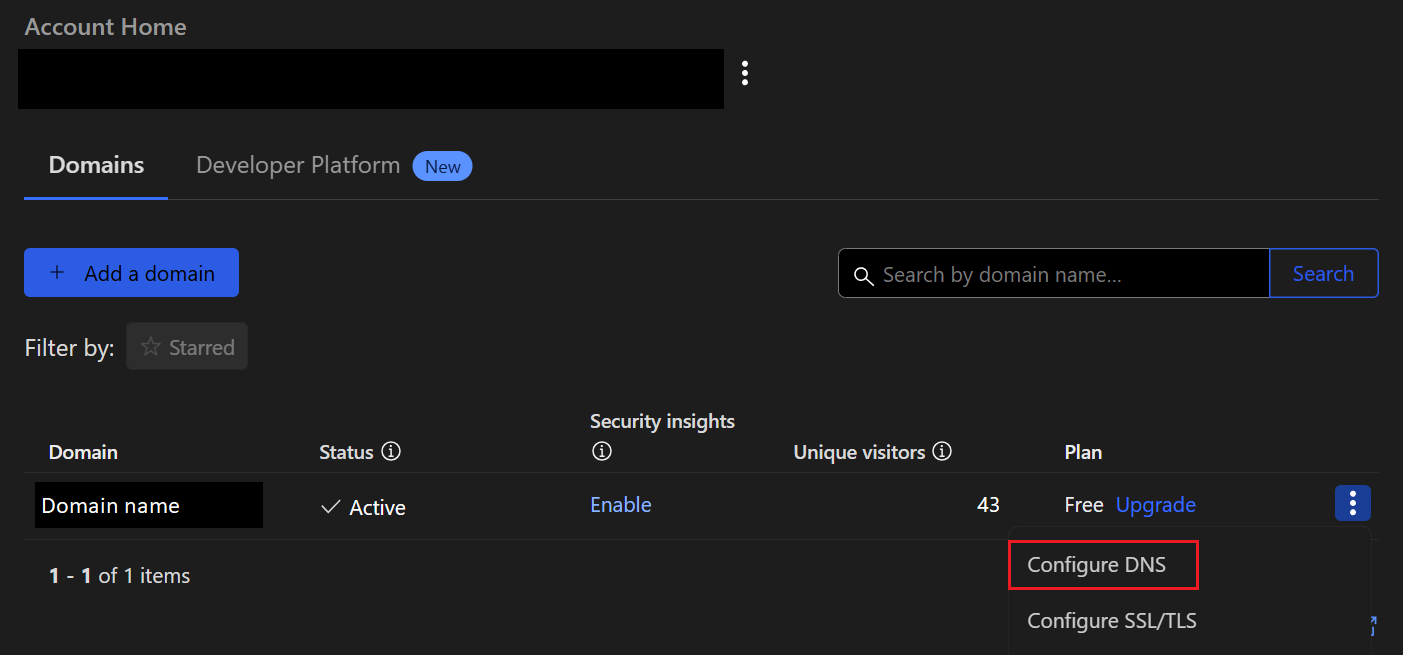 Account Home
Domains Developer Platform New
+ Add a domain Search by domain name... Search
Filter by: Starred
Security insights
Domain Status Unique visitors Plan
Domain name Active Enable 43 Free Upgrade
Configure DNS
1 - 1 of 1 items
Configure SSL/TLS